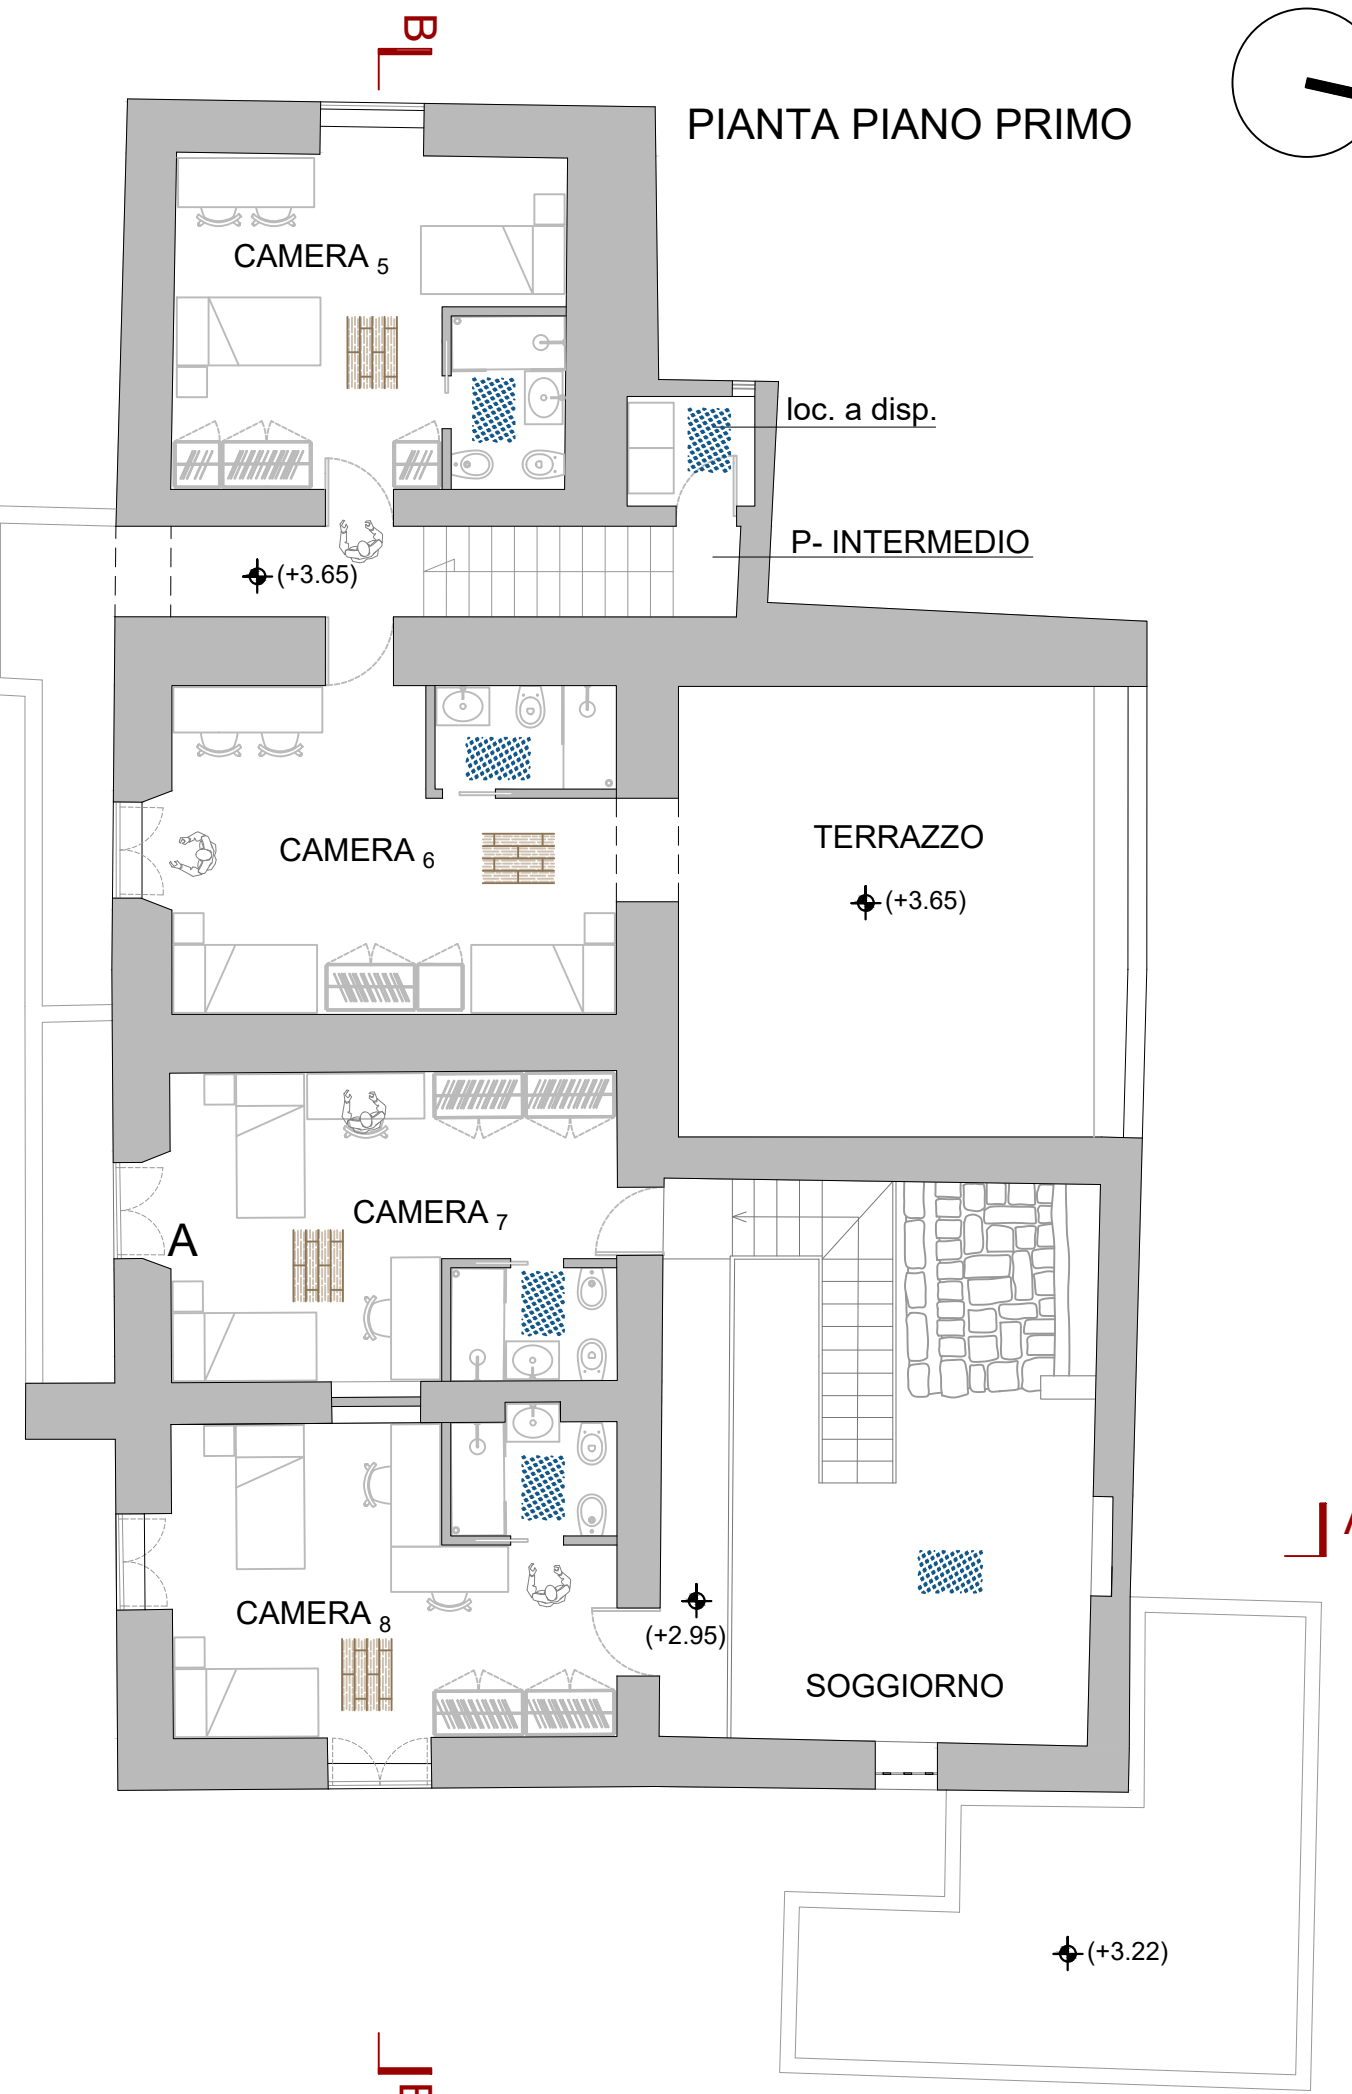 B
PIANTA PIANO PRIMO
CAMERA 5
loc. a disp.
P- INTERMEDIO
(+3.65)
TERRAZZO
CAMERA 6
(+3.65)
CAMERA 7
A
CAMERA 8
(+2.95)
SOGGIORNO
(+3.22)